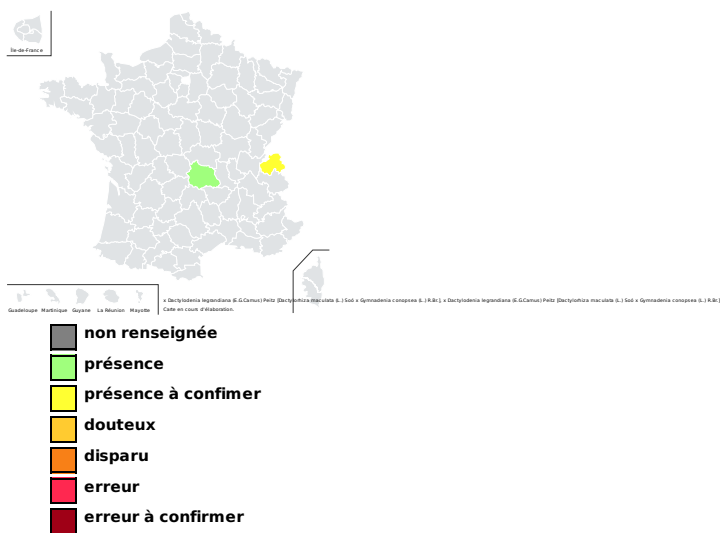 Île-de-France
Guadeloupe Martinique Guyane La Réunion Mayotte
x Dactylodenia legrandiana (E.G.Camus) Peitz [Dactylorhiza maculata (L.) Soó x Gymnadenia conopsea (L.) R.Br.], x Dactylodenia legrandiana (E.G.Camus) Peitz [Dactylorhiza maculata (L.) Soó x Gymnadenia conopsea (L.) R.Br.]
Carte en cours d'élaboration.
non renseignée
présence
présence à confimer
douteux
disparu
erreur
erreur à confirmer